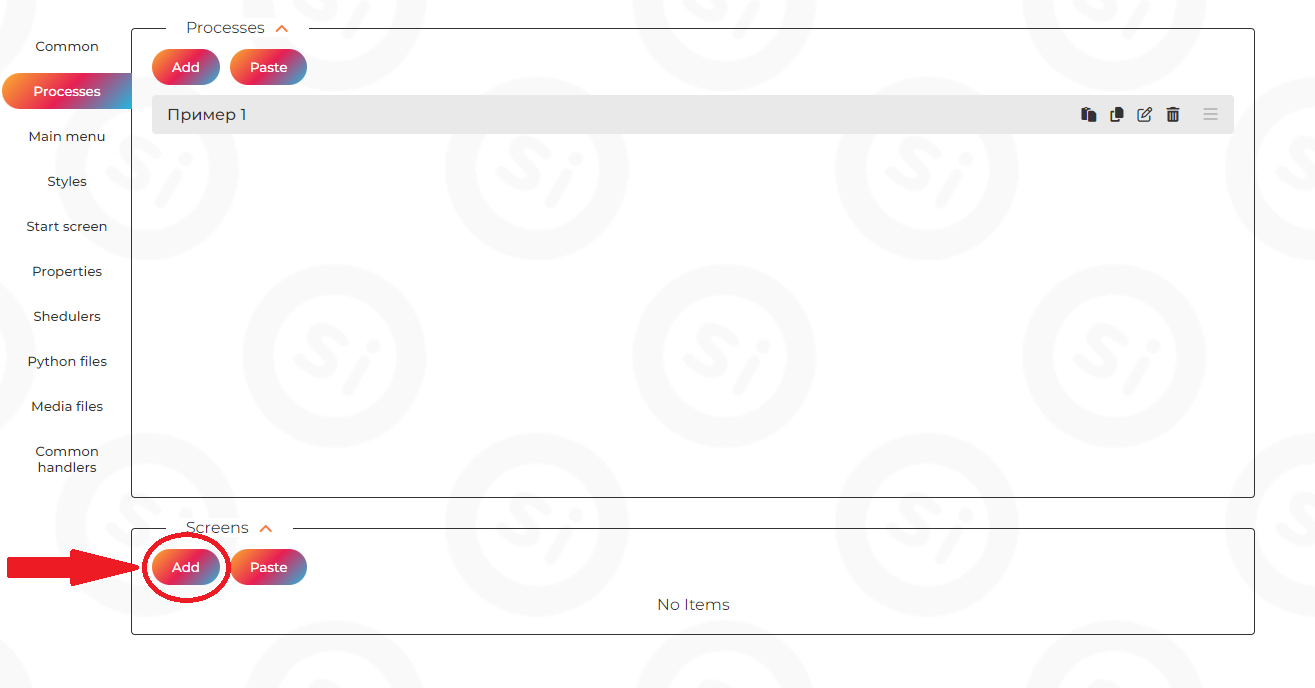 Common
Processes
Main menu
Styles
Start screen
Properties
Shedulers
Python files
Media files
Common
handlers
Processes
Add Paste
Пример 1
Screens
Add Paste
No Items
Si